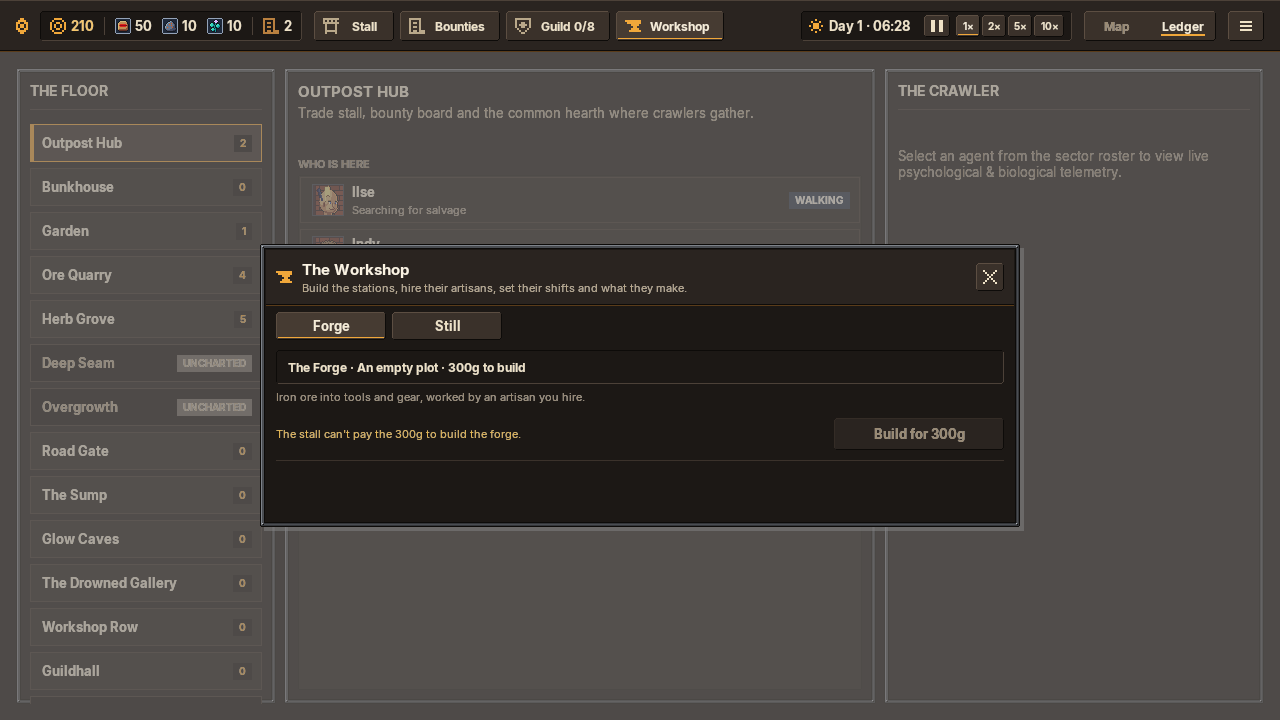 210 50 10 10 2 Stall Bounties Guild 0/8 Workshop Day 1 · 06:28 1× 2× 5× 10× Map Ledger
THE FLOOR
Outpost Hub 2
Bunkhouse 0
Garden 1
Ore Quarry 4
Herb Grove 5
Deep Seam UNCHARTED
Overgrowth UNCHARTED
Road Gate 0
The Sump 0
Glow Caves 0
The Drowned Gallery 0
Workshop Row 0
Guildhall 0
OUTPOST HUB
Trade stall, bounty board and the common hearth where crawlers gather.
WHO IS HERE
Ilse
Searching for salvage
WALKING
Indy
The Workshop
Build the stations, hire their artisans, set their shifts and what they make.
Forge Still
The Forge · An empty plot · 300g to build
Iron ore into tools and gear, worked by an artisan you hire.
The stall can't pay the 300g to build the forge.
Build for 300g
THE CRAWLER
Select an agent from the sector roster to view live
psychological & biological telemetry.